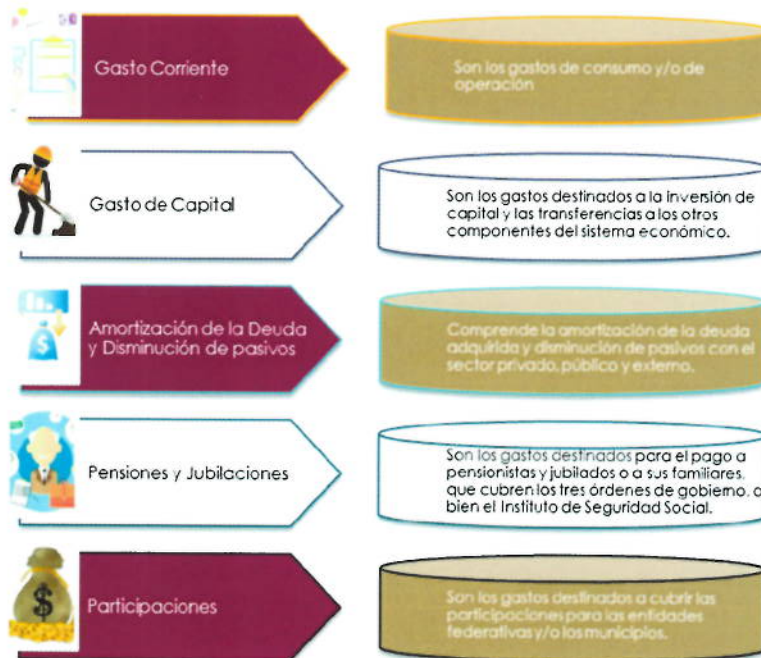 Gasto Corriente
Son los gastos de consumo y/o de
operación
Gasto de Capital
Son los gastos destinados a la inversión de
capital y las transferencias a los otros
componentes del sistema económico.
Amortización de la Deuda
y Disminución de pasivos
Comprende la amortización de la deuda
adquirida y disminución de pasivos con el
sector privado, público y externo.
Pensiones y Jubilaciones
Son los gastos destinados para el pago a
pensionistas y jubilados o a sus familiares,
que cubren los tres órdenes de gobierno, o
bien el Instituto de Seguridad Social.
Participaciones
Son los gastos destinados a cubrir las
participaciones para las entidades
federativas y/o los municipios.